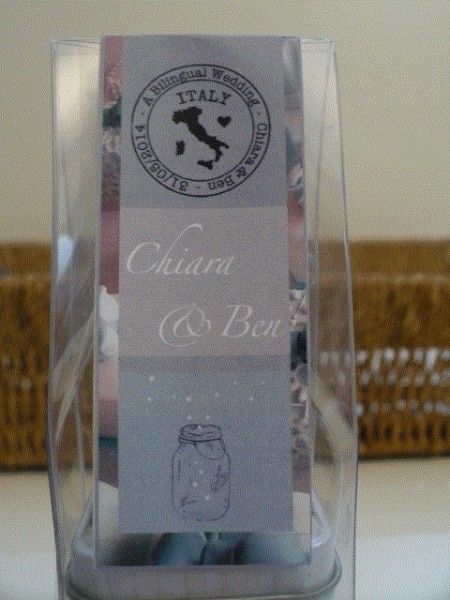 A Bilingual Wedding - Chiara & Ben - 31/05/2014 -
ITALY
Chiara
& Ben